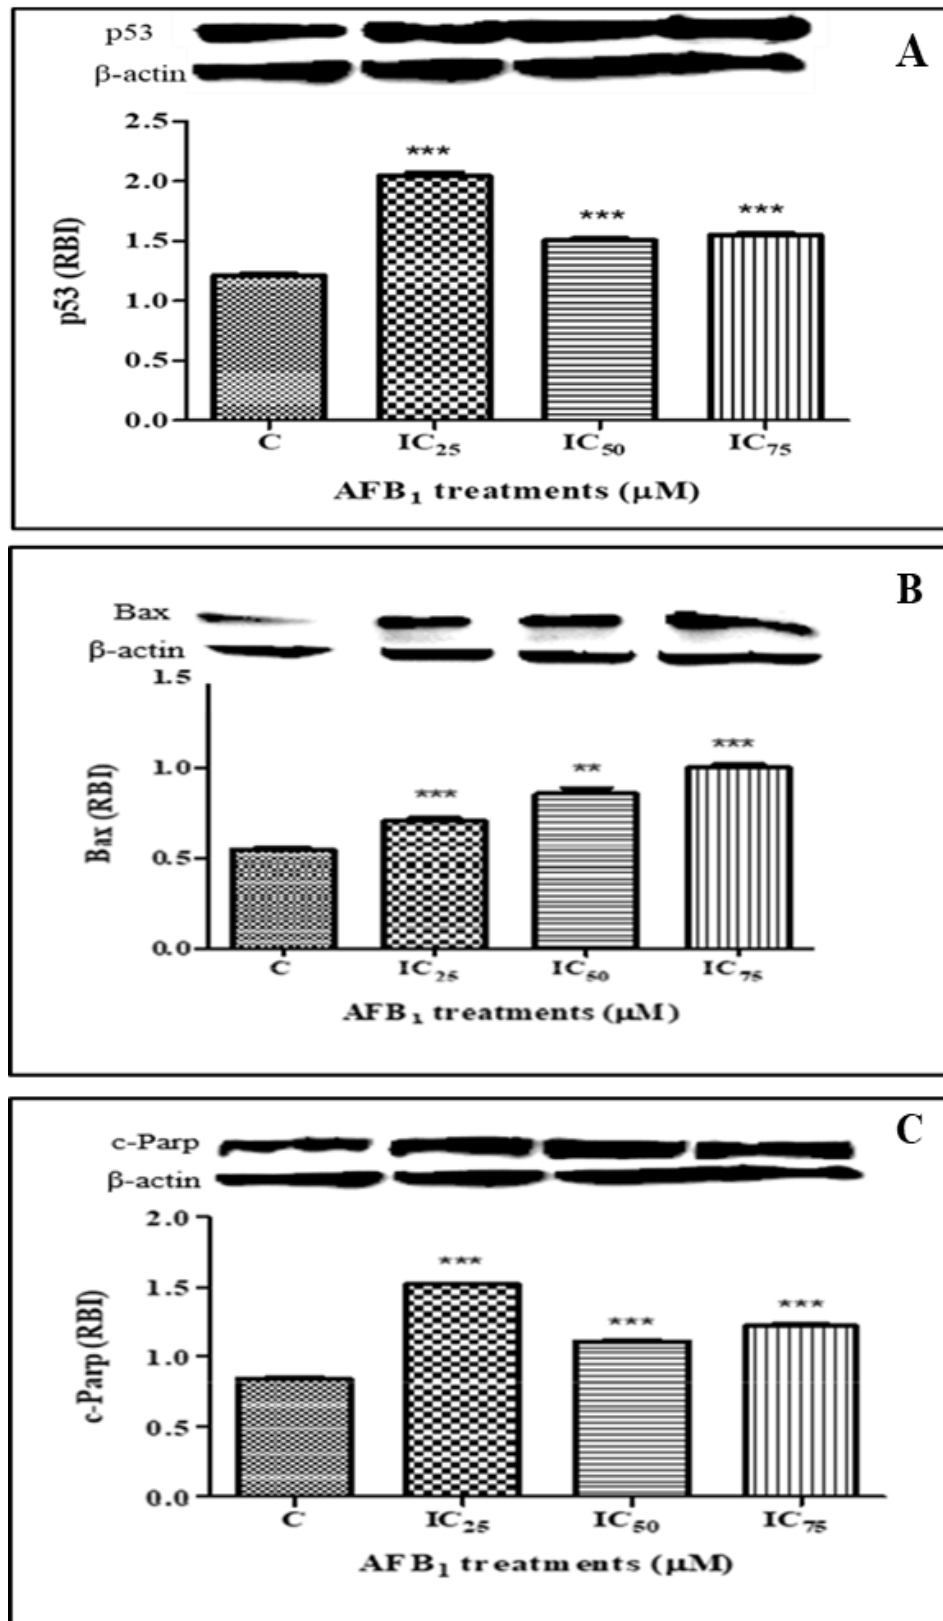 p53
A
β-actin
2.5
***
2.0
***
***
1.5
p53 (RBI)
1.0
0.5
0.0
C IC₂₅ IC₅₀ IC₇₅
AFB₁ treatments (μM)
B
Bax
β-actin
1.5
***
1.0
**
***
Bax (RBI)
0.5
0.0
C IC₂₅ IC₅₀ IC₇₅
AFB₁ treatments (μM)
C
c-Parp
β-actin
2.0
***
1.5
***
***
c-Parp (RBI)
1.0
0.5
0.0
C IC₂₅ IC₅₀ IC₇₅
AFB₁ treatments (μM)